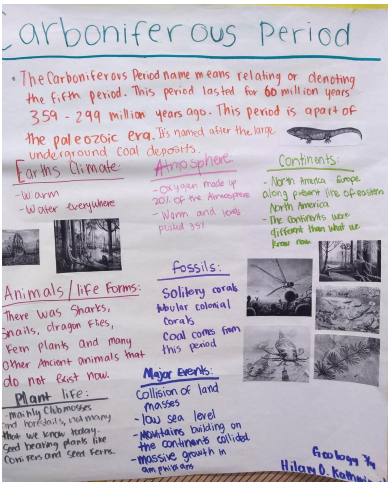 Carboniferous Period
• The Carboniferous Period name means relating or denoting
the fifth period. This period lasted for 60 million years
359 - 299 million years ago. This period is apart of
the paleozoic era. It's named after the large
underground coal deposits.
Earths Climate:
- Warm
- Water everywhere
Atmosphere
- Oxygen made up
20% of the Atmosphere
- Warm and
Continents:
- North America Europe
along present line of eastern
North America
- The continents were
different than what we
know now
Animals/life Forms:
There was Sharks,
Snails, dragon flies,
Fern plants and many
other Ancient animals that
do not exist now.
Fossils:
Solitery corals
tubular colonial
corals
Coal comes from
this period
Plant life:
-mainly Clubmosses
and horsetails, not many
that we know today.
Seed bearing plants like
Conifers and Seed Ferns.
Major Events:
Collision of land
masses
- low sea level
- Mountains building on
the continents collided
- massive growth in
Geology 3/4
Hilary O.